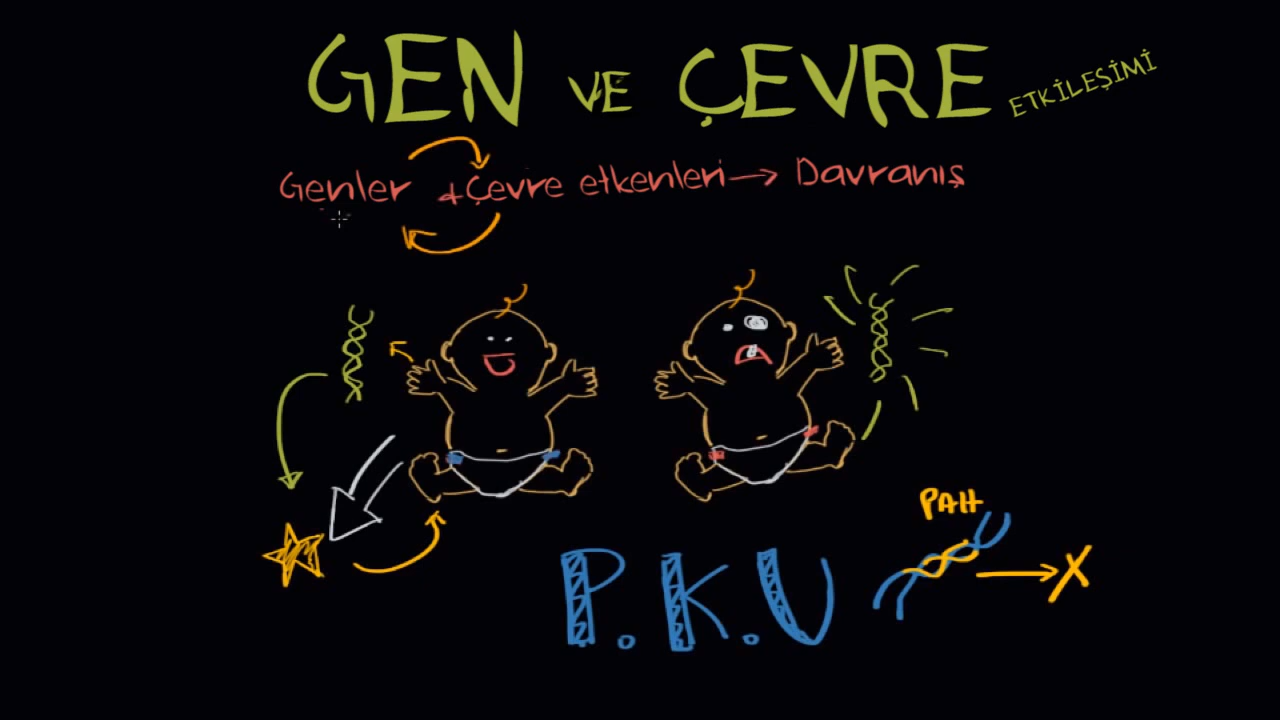 GEN VE ÇEVRE ETKİLEŞİMİ
Genler + Çevre etkenleri → Davranış
PAH
P.K.U
X